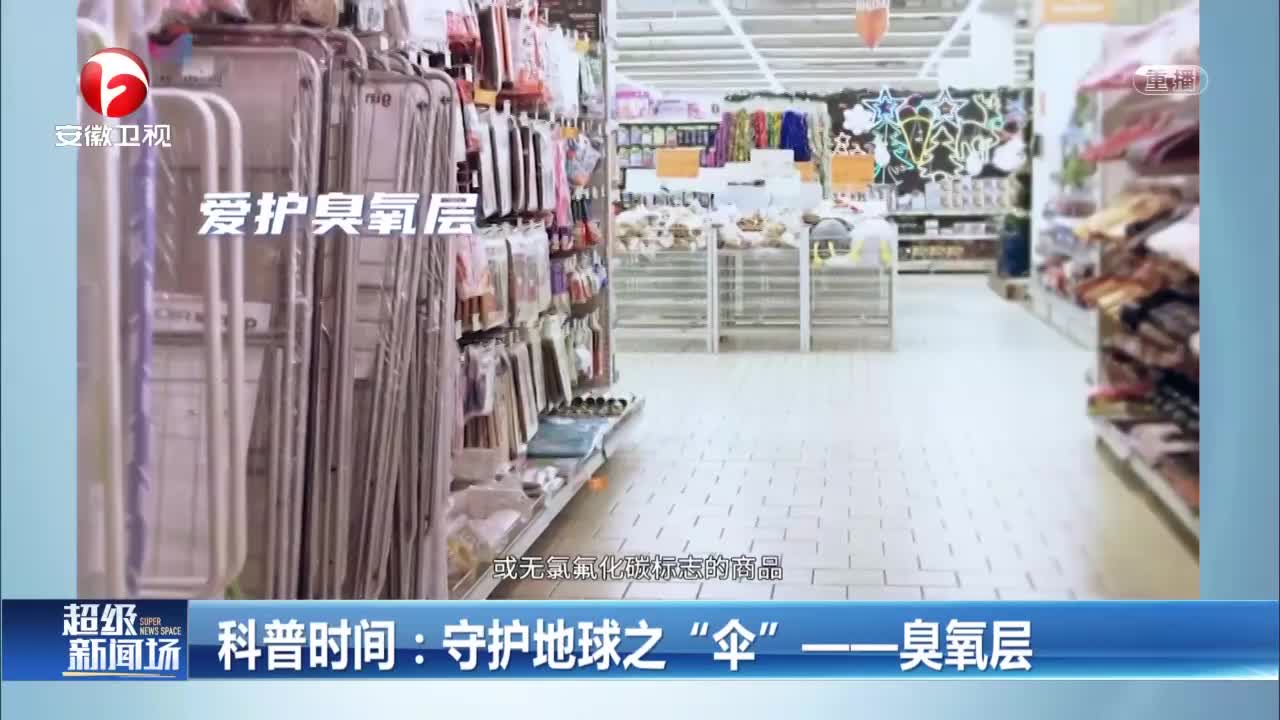 安徽卫视
重播
爱护臭氧层
或无氯氟化碳标志的商品
超级
新闻场
SUPER
NEWS SPACE
科普时间：守护地球之“伞”——臭氧层